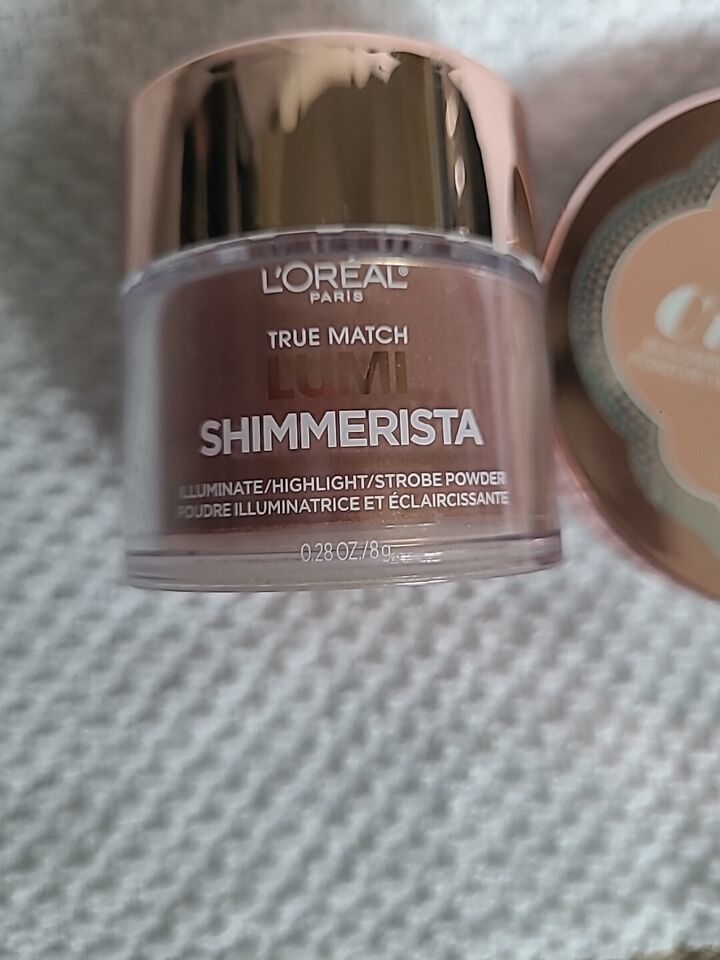 L'ORÉAL®
PARIS
TRUE MATCH
LUMI
SHIMMERISTA
ILLUMINATE/HIGHLIGHT/STROBE POWDER
POUDRE ILLUMINATRICE ET ÉCLAIRCISSANTE
0.28 OZ./8g